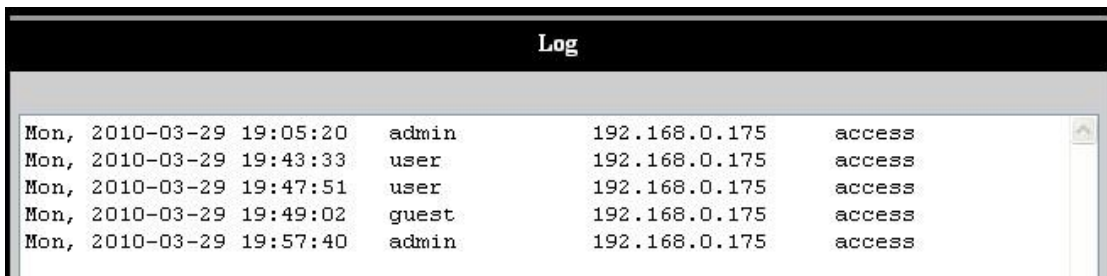 Log
Mon, 2010-03-29 19:05:20 admin 192.168.0.175 access
Mon, 2010-03-29 19:43:33 user 192.168.0.175 access
Mon, 2010-03-29 19:47:51 user 192.168.0.175 access
Mon, 2010-03-29 19:49:02 guest 192.168.0.175 access
Mon, 2010-03-29 19:57:40 admin 192.168.0.175 access